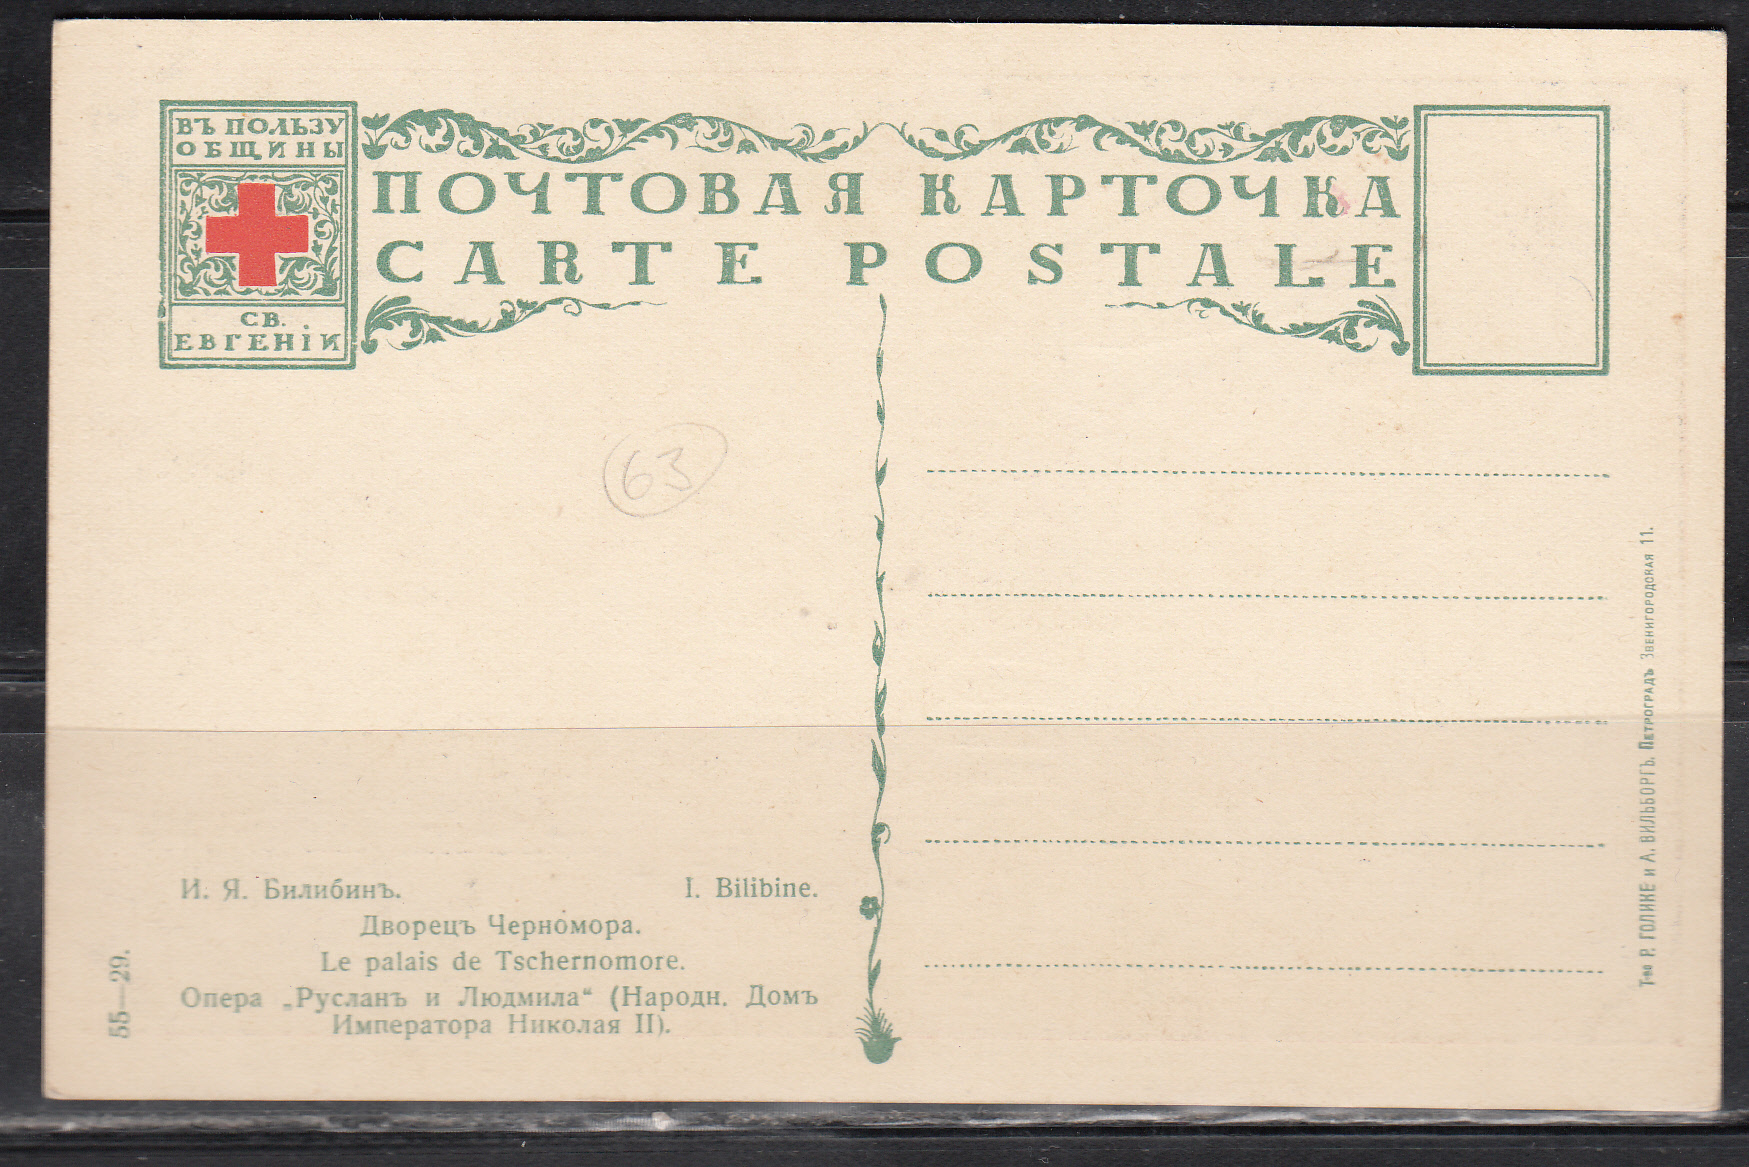 ВЪ ПОЛЬЗУ
ОБЩИНЫ
СВ.
ЕВГЕНІИ
ПОЧТОВАЯ КАРТОЧКА
CARTE POSTALE
63
И. Я. Билибинъ. I. Bilibine.
Дворецъ Черномора.
Le palais de Tschernomore.
Опера „Русланъ и Людмила“ (Народн. Домъ
Императора Николая II).
55—29.
Т-во Р. ГОЛИКЕ и А. ВИЛЬБОРГЪ. ПЕТРОГРАДЪ ЗВЕНИГОРОДСКАЯ 11.